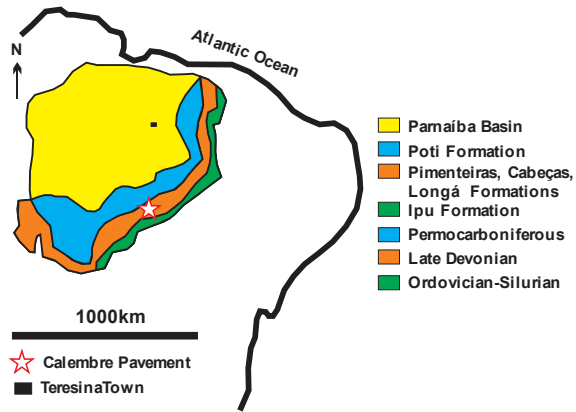 N
Atlantic Ocean
Parnaíba Basin
Poti Formation
Pimenteiras, Cabeças,
Longá Formations
Ipu Formation
Permocarboniferous
Late Devonian
Ordovician-Silurian
1000km
Calembre Pavement
TeresinaTown